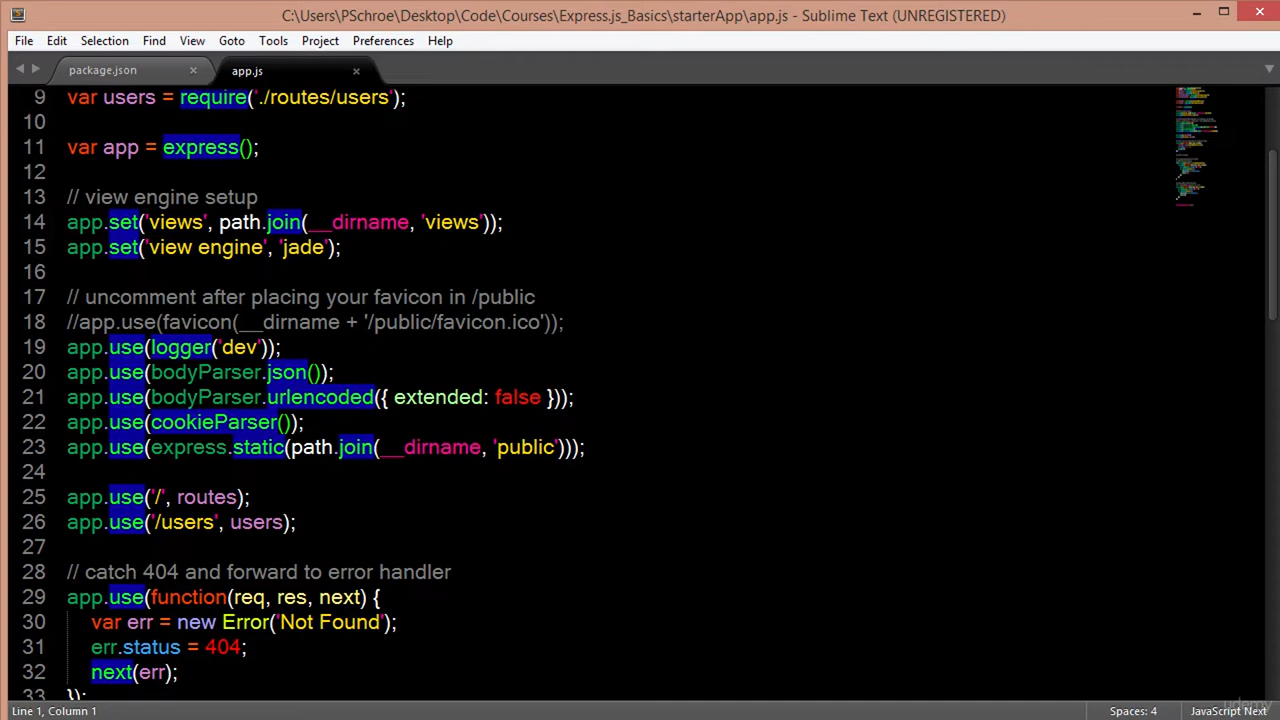 C:\Users\PSchroe\Desktop\Code\Courses\Express.js_Basics\starterApp\app.js - Sublime Text (UNREGISTERED)
File Edit Selection Find View Goto Tools Project Preferences Help
package.json app.js
9 var users = require('./routes/users');
10
11 var app = express();
12
13 // view engine setup
14 app.set('views', path.join(__dirname, 'views'));
15 app.set('view engine', 'jade');
16
17 // uncomment after placing your favicon in /public
18 //app.use(favicon(__dirname + '/public/favicon.ico'));
19 app.use(logger('dev'));
20 app.use(bodyParser.json());
21 app.use(bodyParser.urlencoded({ extended: false }));
22 app.use(cookieParser());
23 app.use(express.static(path.join(__dirname, 'public')));
24
25 app.use('/', routes);
26 app.use('/users', users);
27
28 // catch 404 and forward to error handler
29 app.use(function(req, res, next) {
30 var err = new Error('Not Found');
31 err.status = 404;
32 next(err);
33 });
Line 1, Column 1 Spaces: 4 JavaScript Next
udemy